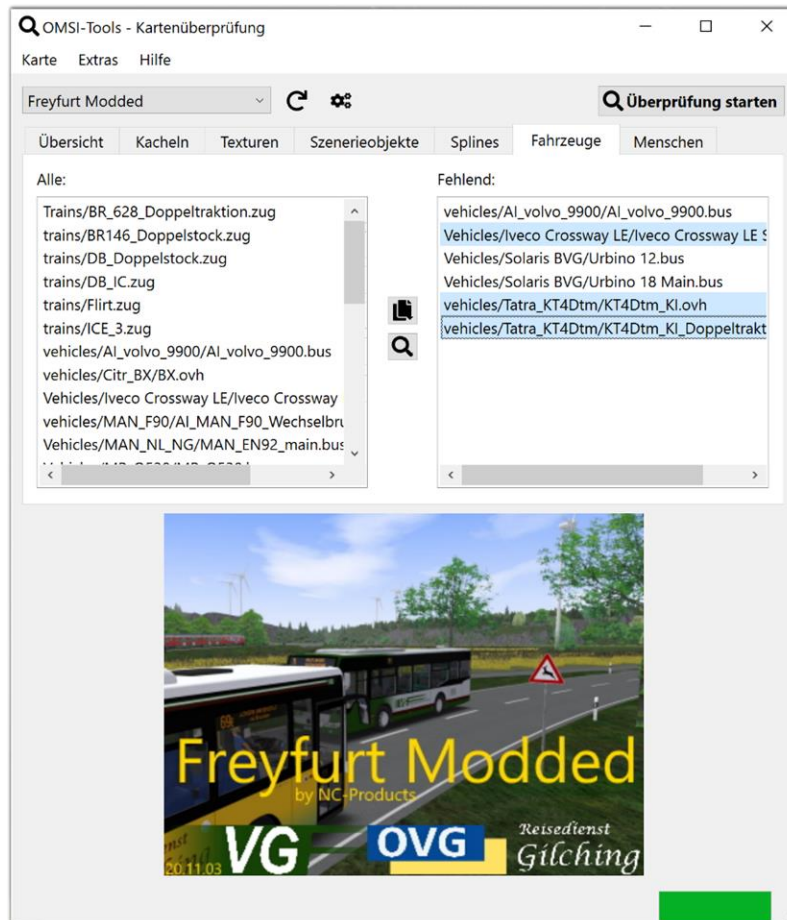 OMSI-Tools - Kartenüberprüfung
Karte Extras Hilfe
Freyfurt Modded
Überprüfung starten
Übersicht Kacheln Texturen Szenerieobjekte Splines Fahrzeuge Menschen
Alle:
Trains/BR_628_Doppeltraktion.zug
trains/BR146_Doppelstock.zug
trains/DB_Doppelstock.zug
trains/DB_IC.zug
trains/Flirt.zug
trains/ICE_3.zug
vehicles/AI_volvo_9900/AI_volvo_9900.bus
vehicles/Citr_BX/BX.ovh
Vehicles/Iveco Crossway LE/Iveco Crossway
vehicles/MAN_F90/AI_MAN_F90_Wechselbru
Vehicles/MAN_NL_NG/MAN_EN92_main.bus
Fehlend:
vehicles/AI_volvo_9900/AI_volvo_9900.bus
Vehicles/Iveco Crossway LE/Iveco Crossway LE S
Vehicles/Solaris BVG/Urbino 12.bus
Vehicles/Solaris BVG/Urbino 18 Main.bus
vehicles/Tatra_KT4Dtm/KT4Dtm_KI.ovh
vehicles/Tatra_KT4Dtm/KT4Dtm_KI_Doppeltrakt
Freyfurt Modded
by NC-Products
VG OVG Reisedienst
Gilching
20.11.03